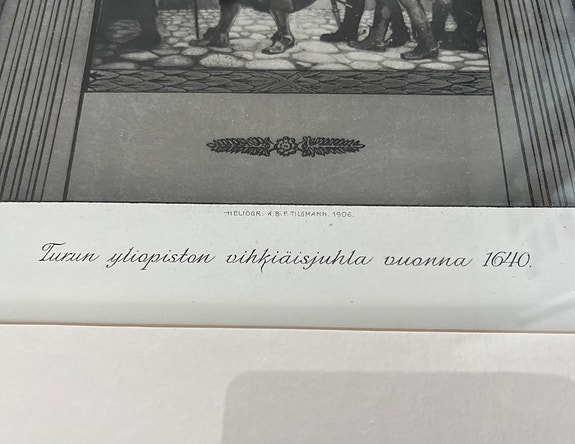 HELIOGR. A.B. F. TILGMANN. 1906.
Turun yliopiston vihkiäisjuhla vuonna 1640.